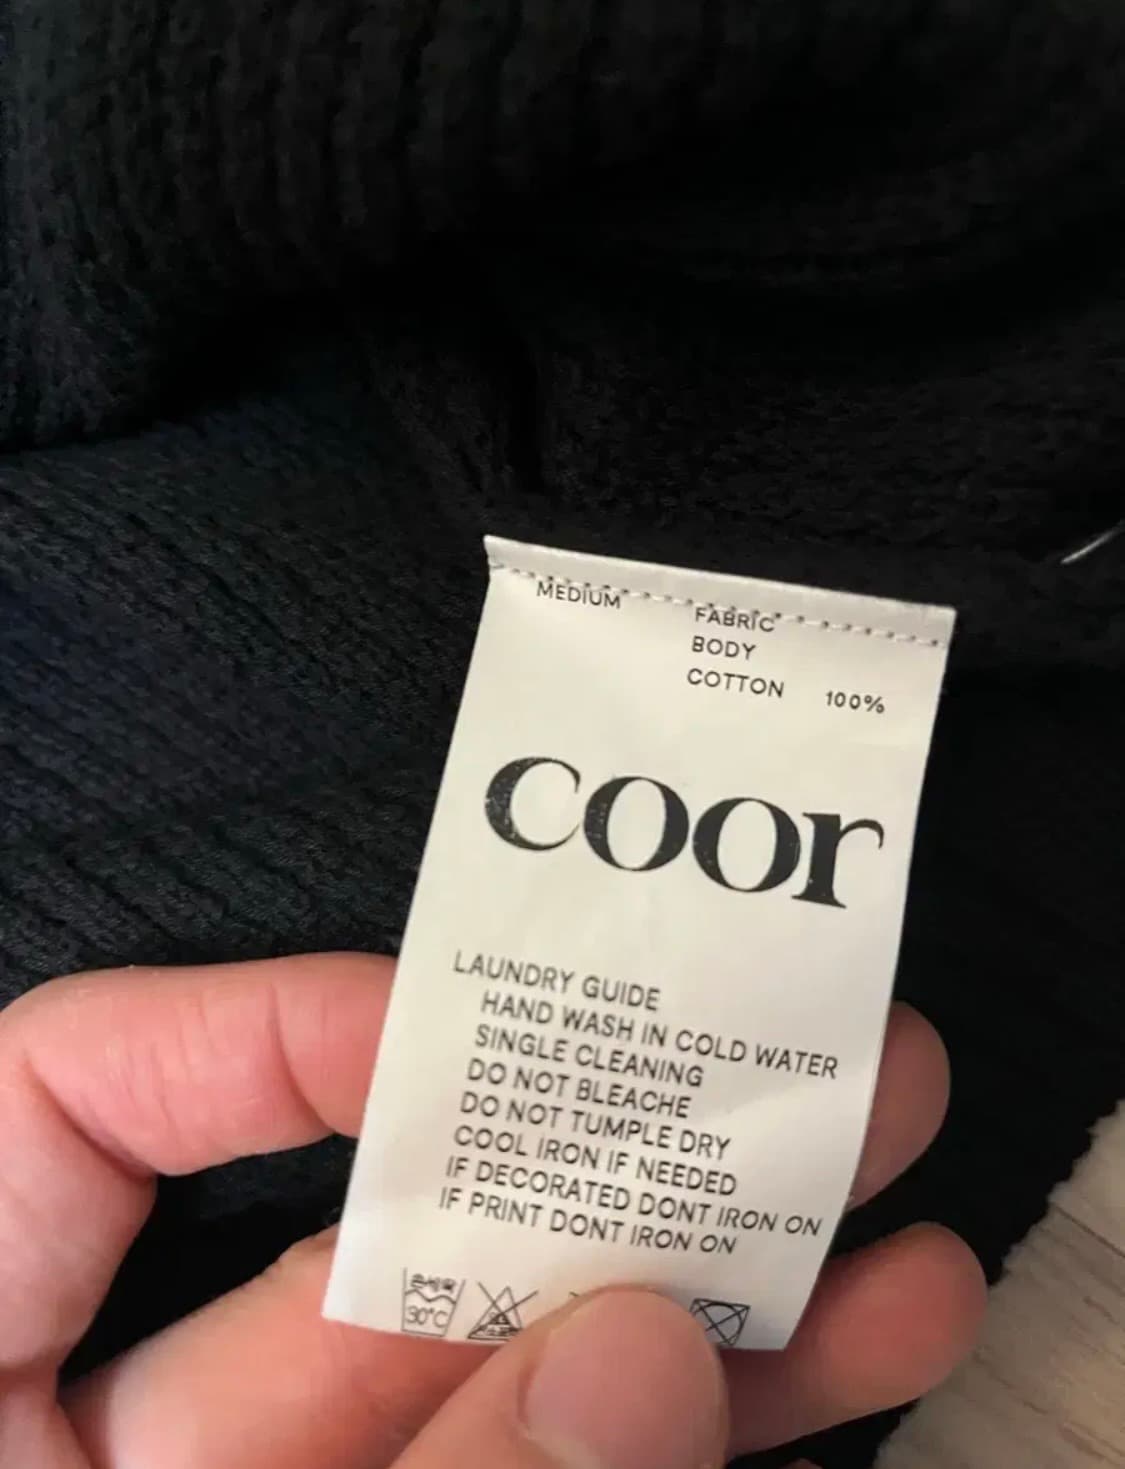 MEDIUM FABRIC
BODY
COTTON 100%
coor
LAUNDRY GUIDE
HAND WASH IN COLD WATER
SINGLE CLEANING
DO NOT BLEACHE
DO NOT TUMPLE DRY
COOL IRON IF NEEDED
IF DECORATED DONT IRON ON
IF PRINT DONT IRON ON
30°C